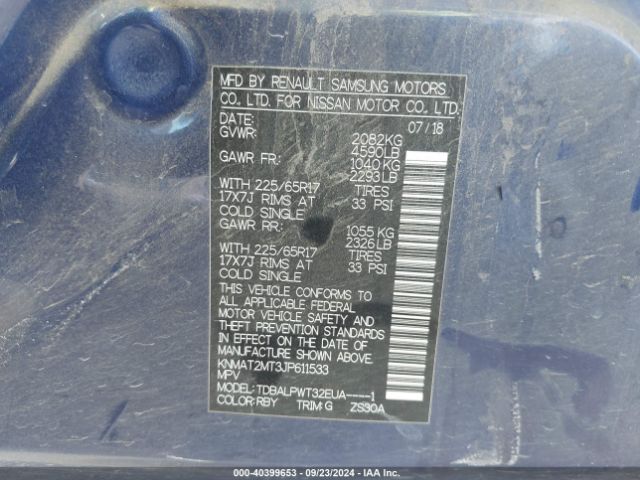 MFD BY RENAULT SAMSUNG MOTORS
CO. LTD. FOR NISSAN MOTOR CO. LTD.
DATE: 07/18
GVWR: 2082KG
4590LB
GAWR FR: 1040KG
2293LB
WITH 225/65R17 TIRES
17X7J RIMS AT 33 PSI
COLD SINGLE
GAWR RR: 1055KG
2326LB
WITH 225/65R17 TIRES
17X7J RIMS AT 33 PSI
COLD SINGLE
THIS VEHICLE CONFORMS TO
ALL APPLICABLE FEDERAL
MOTOR VEHICLE SAFETY AND
THEFT PREVENTION STANDARDS
IN EFFECT ON THE DATE OF
MANUFACTURE SHOWN ABOVE.
KNMAT2MT3JP611533
MPV
MODEL: TDBALPWT32EUA-----1
COLOR: RBY TRIM: G ZS30A
000-40399653 - 09/23/2024 - IAA Inc.